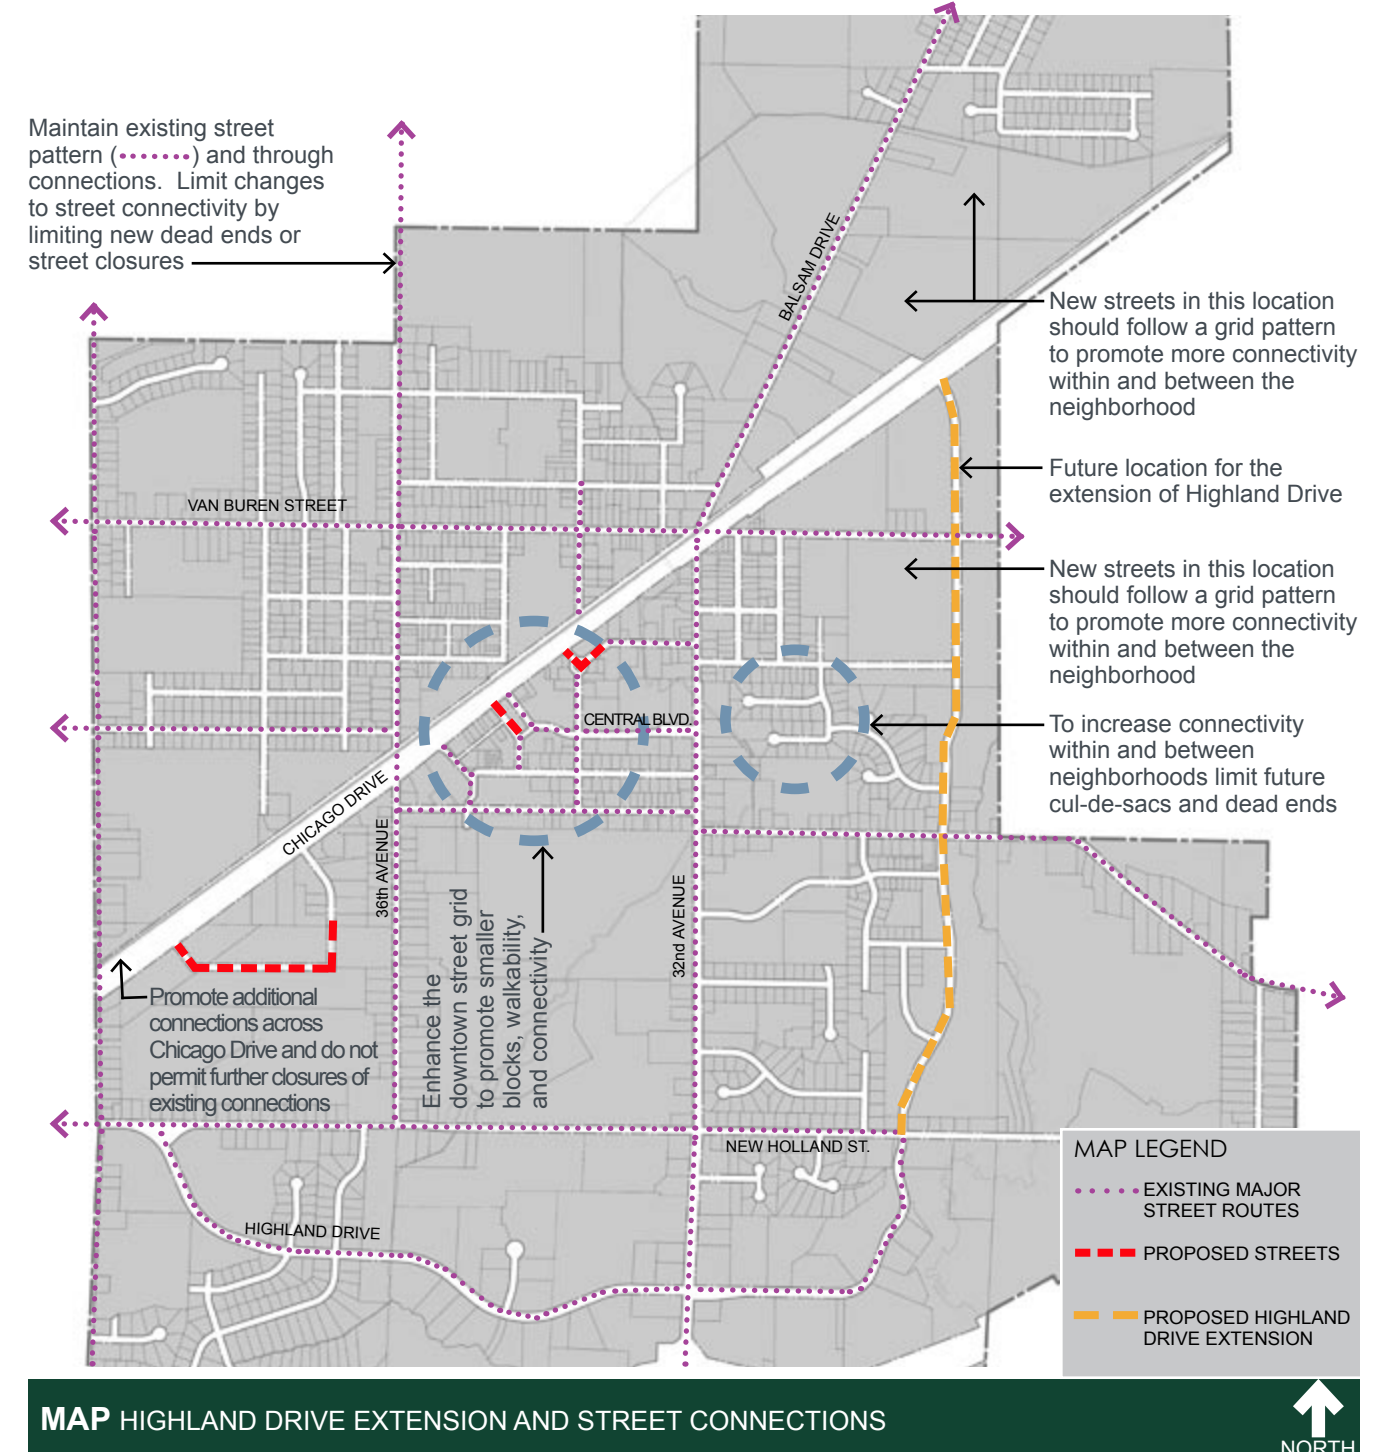 Maintain existing street
pattern (········) and through
connections. Limit changes
to street connectivity by
limiting new dead ends or
street closures
BALSAM DRIVE
New streets in this location
should follow a grid pattern
to promote more connectivity
within and between the
neighborhood
Future location for the
extension of Highland Drive
VAN BUREN STREET
New streets in this location
should follow a grid pattern
to promote more connectivity
within and between the
neighborhood
CENTRAL BLVD.
To increase connectivity
within and between
neighborhoods limit future
cul-de-sacs and dead ends
CHICAGO DRIVE
36th AVENUE
32nd AVENUE
Enhance the
downtown street grid
to promote smaller
blocks, walkability,
and connectivity
Promote additional
connections across
Chicago Drive and do not
permit further closures of
existing connections
NEW HOLLAND ST.
HIGHLAND DRIVE
MAP LEGEND
EXISTING MAJOR
STREET ROUTES
PROPOSED STREETS
PROPOSED HIGHLAND
DRIVE EXTENSION
MAP HIGHLAND DRIVE EXTENSION AND STREET CONNECTIONS
NORTH